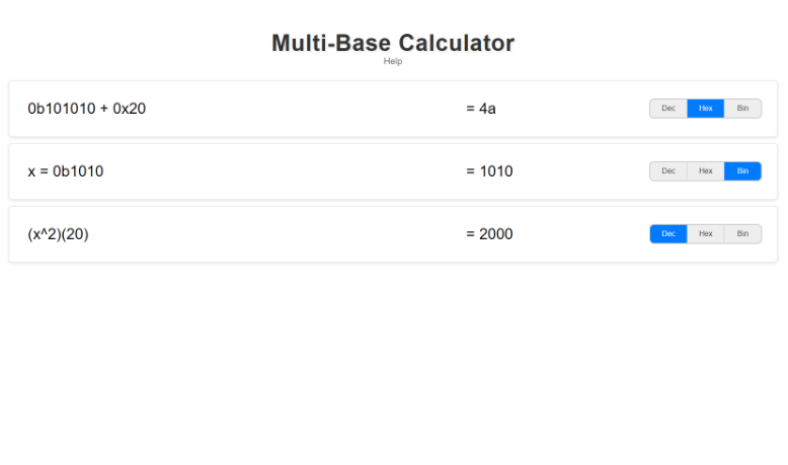 Multi-Base Calculator
Help
0b101010 + 0x20 = 4a Dec Hex Bin
x = 0b1010 = 1010 Dec Hex Bin
(x^2)(20) = 2000 Dec Hex Bin